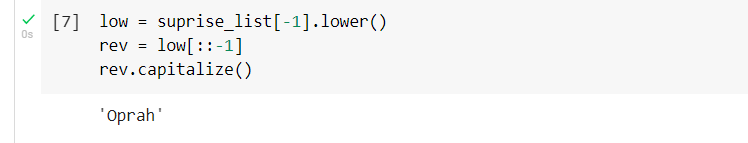 [7] low = suprise_list[-1].lower()
rev = low[::-1]
rev.capitalize()
0s
'Oprah'